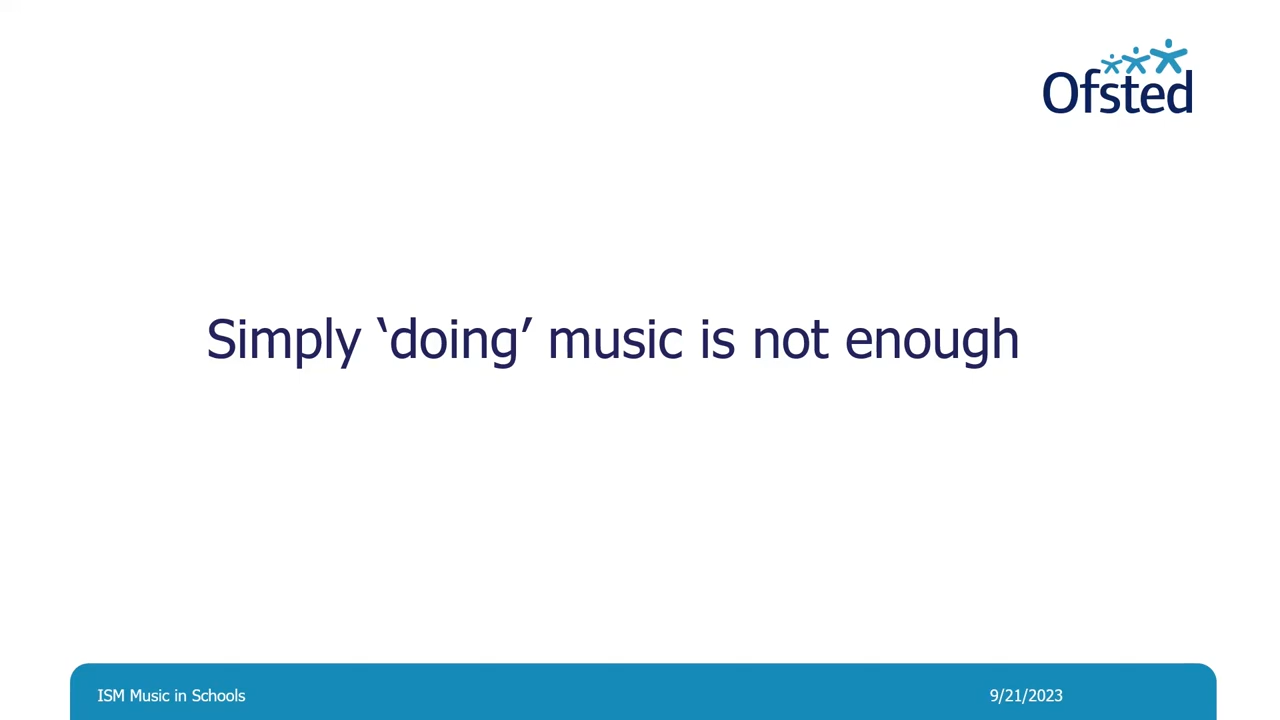 Ofsted
Simply ‘doing’ music is not enough
ISM Music in Schools
9/21/2023